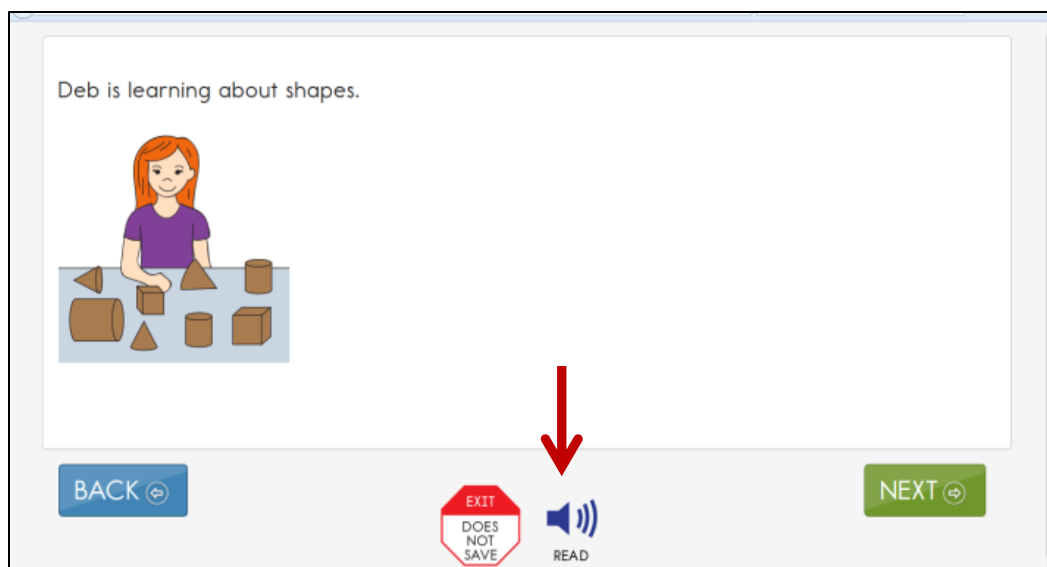 Deb is learning about shapes.
BACK
EXIT
DOES
NOT
SAVE
READ
NEXT